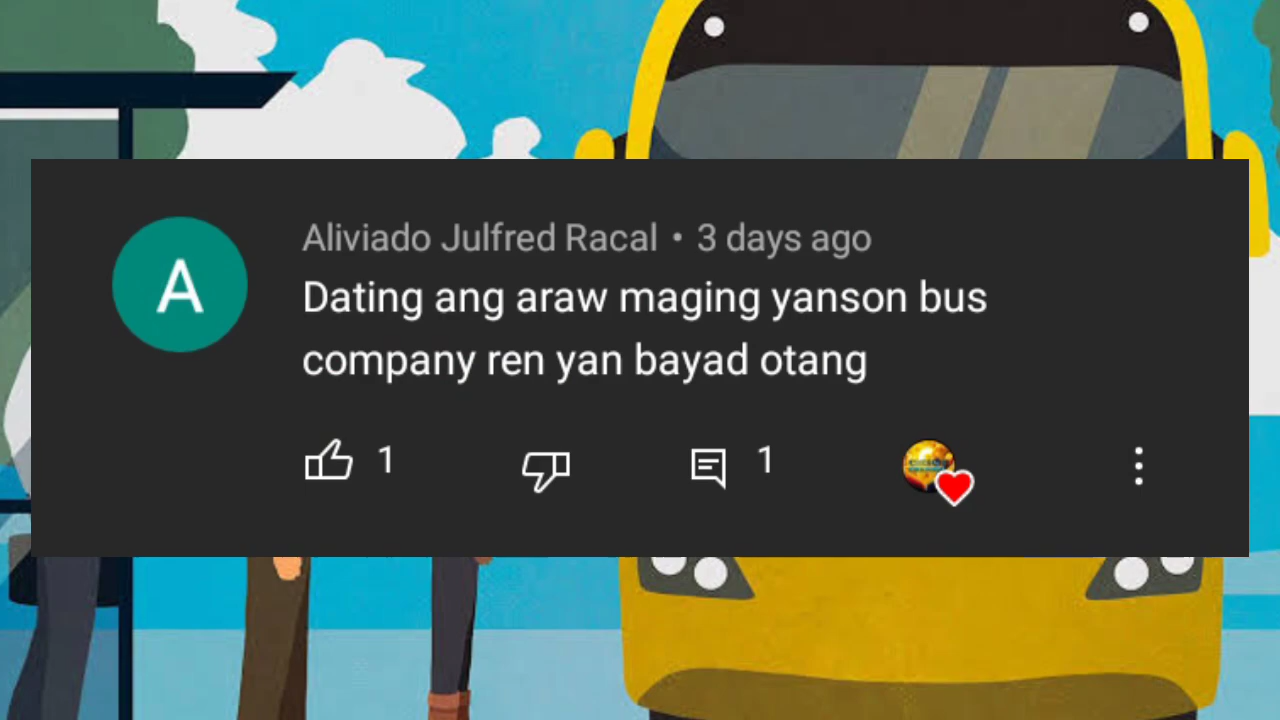 A
Aliviado Julfred Racal • 3 days ago
Dating ang araw maging yanson bus
company ren yan bayad otang
1
1